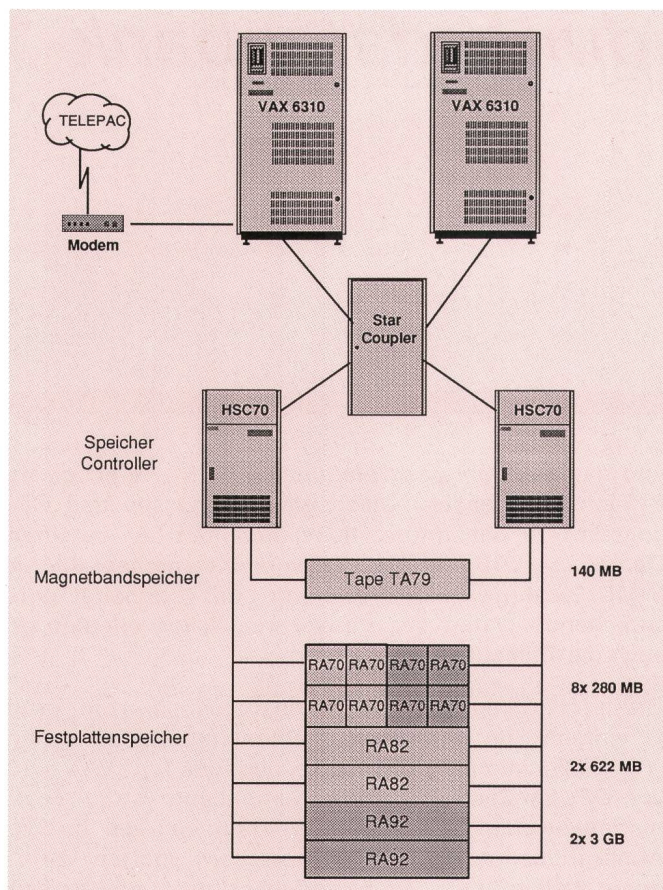 VAX 6310
VAX 6310
TELEPAC
Modem
Star
Coupler
HSC70
HSC70
Speicher
Controller
Magnetbandspeicher
Tape TA79
140 MB
RA70 RA70 RA70 RA70
8x 280 MB
RA70 RA70 RA70 RA70
Festplattenspeicher
RA82
2x 622 MB
RA82
RA92
2x 3 GB
RA92